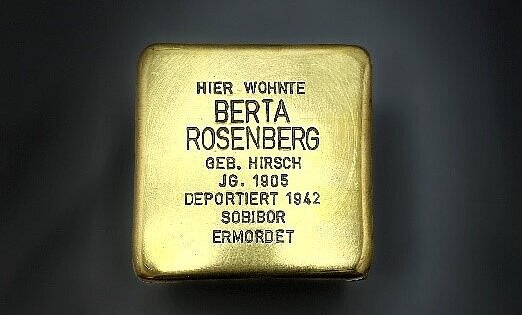 HIER WOHNTE
BERTA
ROSENBERG
GEB. HIRSCH
JG. 1905
DEPORTIERT 1942
SOBIBOR
ERMORDET